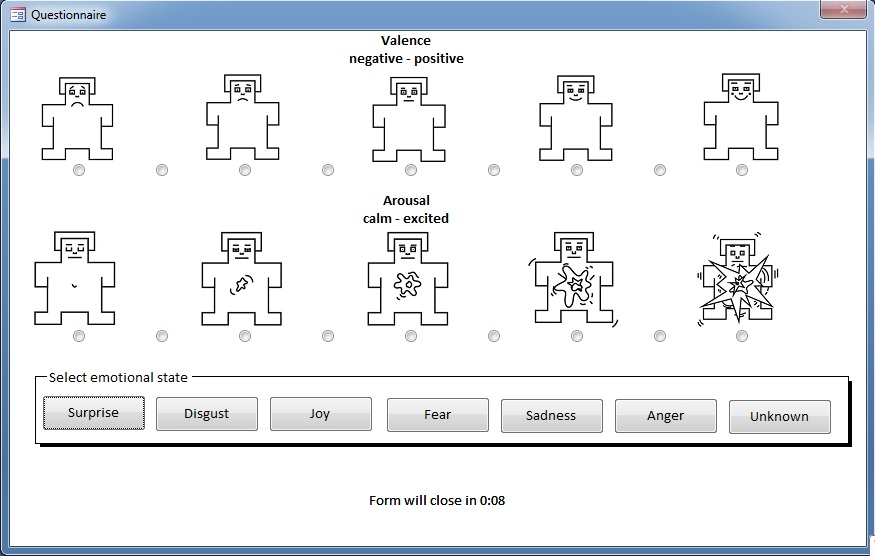 Questionnaire
Valence
negative - positive
Arousal
calm - excited
Select emotional state
Surprise
Disgust
Joy
Fear
Sadness
Anger
Unknown
Form will close in 0:08